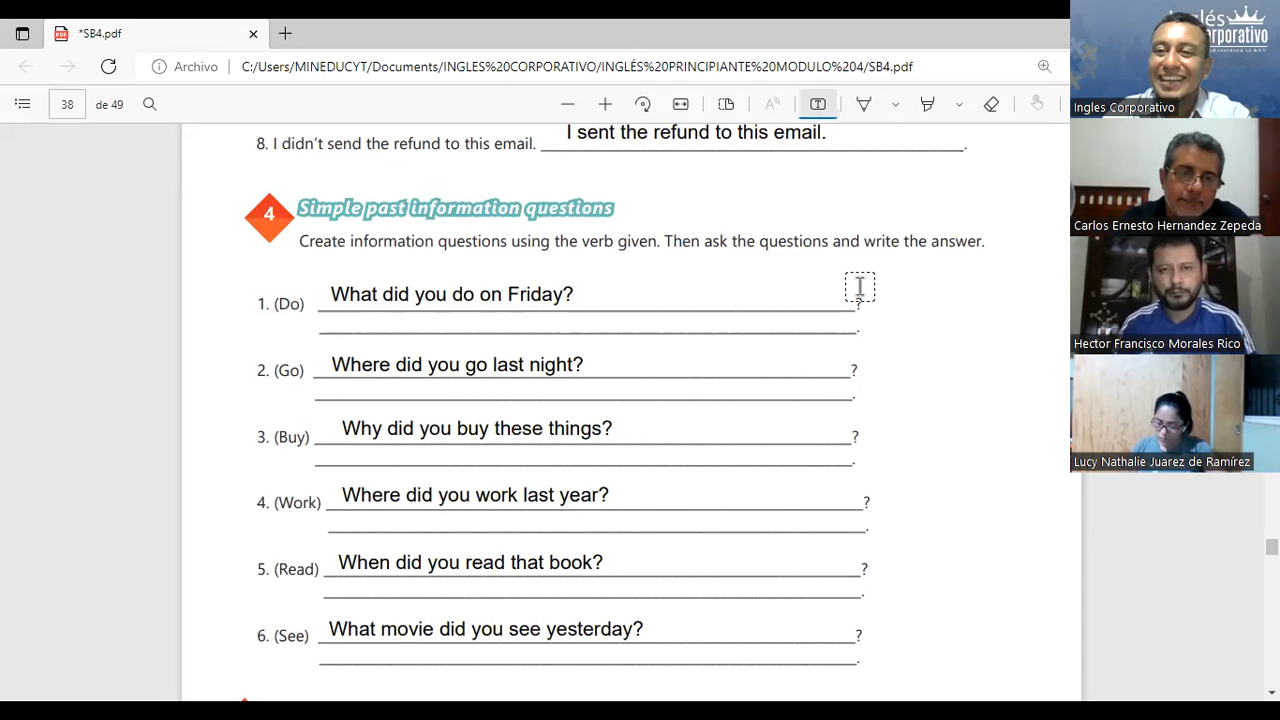 *SB4.pdf
Archivo
C:/Users/MINEDUCYT/Documents/INGLES%20CORPORATIVO/INGLÉS%20PRINCIPIANTE%20MODULO%204/SB4.pdf
38
de 49
8. I didn't send the refund to this email. I sent the refund to this email.
4
Simple past information questions
Create information questions using the verb given. Then ask the questions and write the answer.
1. (Do) What did you do on Friday? ?
2. (Go) Where did you go last night? ?
3. (Buy) Why did you buy these things? ?
4. (Work) Where did you work last year? ?
5. (Read) When did you read that book? ?
6. (See) What movie did you see yesterday? ?
Ingles Corporativo
Carlos Ernesto Hernandez Zepeda
Hector Francisco Morales Rico
Lucy Nathalie Juarez de Ramírez